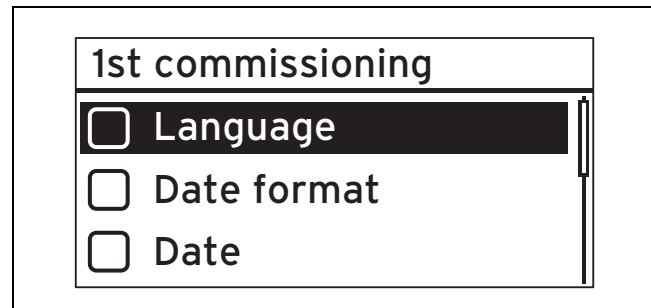 1st commissioning
Language
Date format
Date